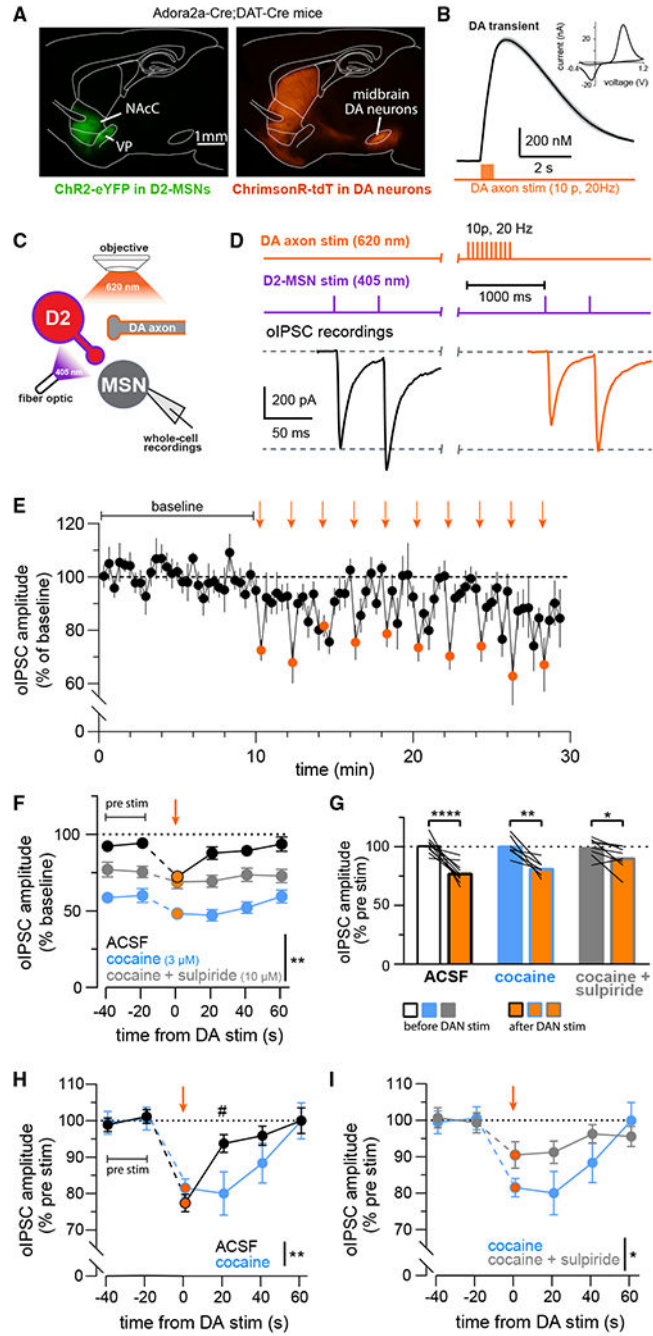 A
Adora2a-Cre;DAT-Cre mice
NAcC
VP
1mm
midbrain
DA neurons
ChR2-eYFP in D2-MSNs
ChrimsonR-tdT in DA neurons
B
DA transient
current (nA)
40
20
-20
-0.4
1.2
voltage (V)
200 nM
2 s
DA axon stim (10 p, 20Hz)
C
objective
620 nm
D2
DA axon
405 nm
MSN
fiber optic
whole-cell
recordings
D
DA axon stim (620 nm)
10p, 20 Hz
D2-MSN stim (405 nm)
1000 ms
oIPSC recordings
200 pA
50 ms
E
baseline
oIPSC amplitude
(% of baseline)
120
100
80
60
0
0 10 20 30
time (min)
F
pre stim
oIPSC amplitude
(% baseline)
100
75
50
0
ACSF
cocaine (3 µM)
cocaine + sulpiride (10 µM)
**
-40 -20 0 20 40 60
time from DA stim (s)
G
**** ** *
oIPSC amplitude
(% pre stim)
150
100
50
0
ACSF
cocaine
cocaine +
sulpiride
before DAN stim
after DAN stim
H
oIPSC amplitude
(% pre stim)
110
100
90
80
70
0
#
pre stim
ACSF
cocaine
**
-40 -20 0 20 40 60
time from DA stim (s)
I
oIPSC amplitude
(% pre stim)
110
100
90
80
70
0
cocaine
cocaine + sulpiride
*
-40 -20 0 20 40 60
time from DA stim (s)